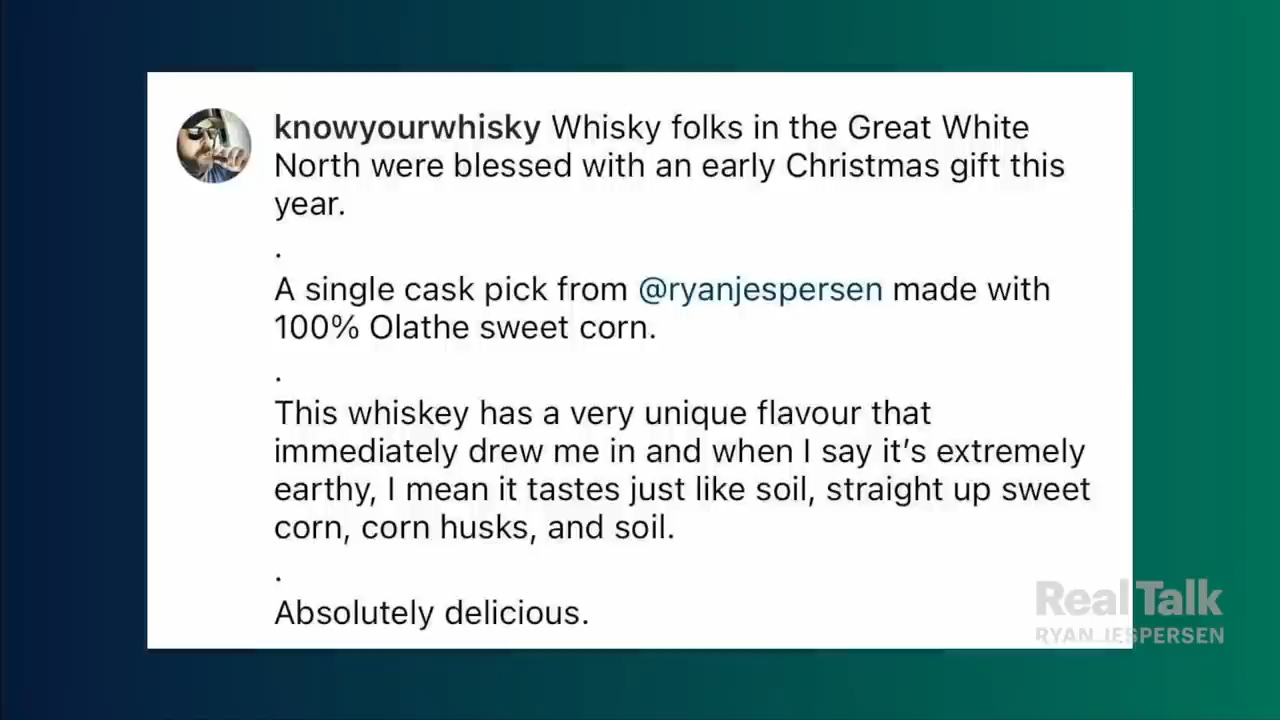 knowyourwhisky Whisky folks in the Great White
North were blessed with an early Christmas gift this
year.
.
A single cask pick from @ryanjespersen made with
100% Olathe sweet corn.
.
This whiskey has a very unique flavour that
immediately drew me in and when I say it’s extremely
earthy, I mean it tastes just like soil, straight up sweet
corn, corn husks, and soil.
.
Absolutely delicious.
Real Talk
RYAN JESPERSEN